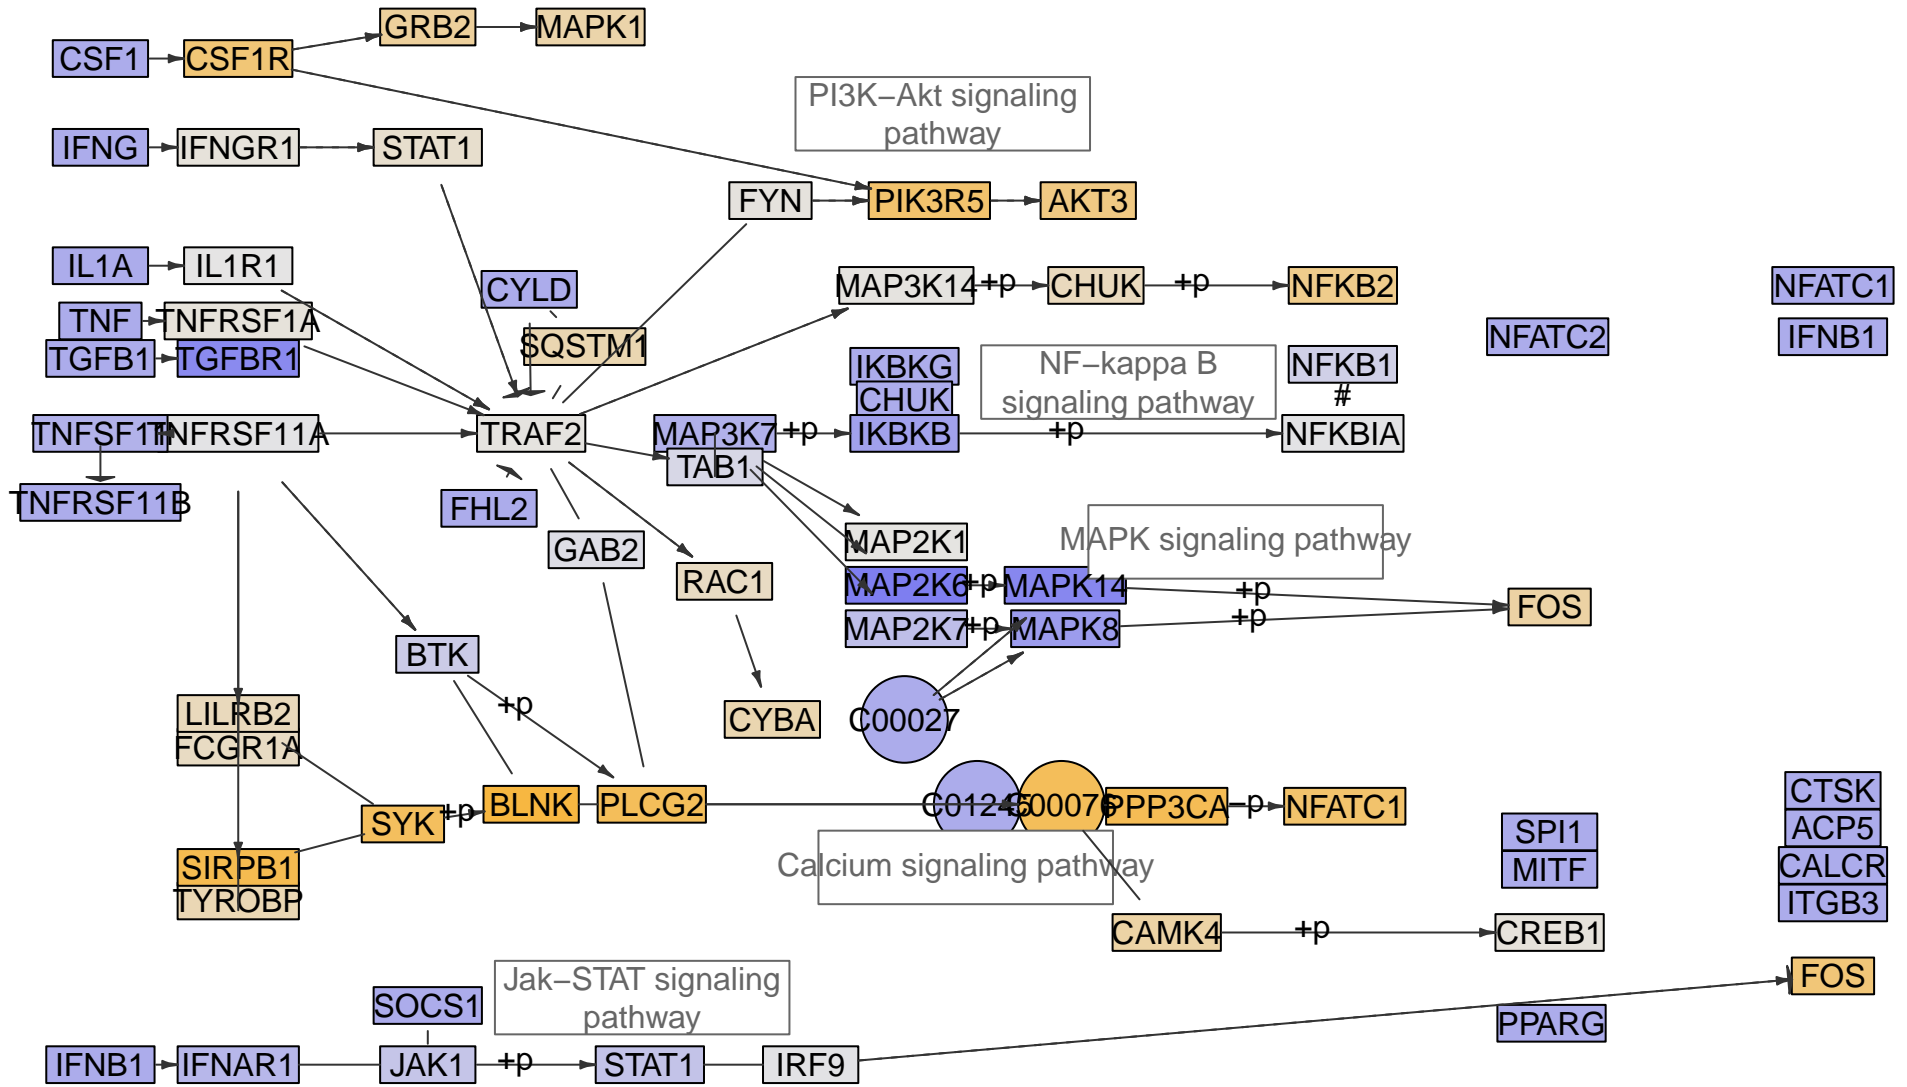 GRB2
MAPK1
CSF1
CSF1R
PI3K−Akt signaling
pathway
IFNG
IFNGR1
STAT1
FYN
PIK3R5
AKT3
IL1A
IL1R1
CYLD
MAP3K14
+p
CHUK
+p
NFKB2
NFATC1
TNF
TNFRSF1A
SQSTM1
NFATC2
IFNB1
TGFB1
TGFBR1
IKBKG
CHUK
NF−kappa B
signaling pathway
NFKB1
#
TNFSF11
TNFRSF11A
TRAF2
MAP3K7
+p
IKBKB
+p
NFKBIA
TAB1
TNFRSF11B
FHL2
GAB2
MAP2K1
MAPK signaling pathway
RAC1
MAP2K6
+p
MAPK14
+p
FOS
MAP2K7
+p
MAPK8
+p
BTK
+p
LILRB2
FCGR1A
CYBA
C00027
SYK
+p
BLNK
PLCG2
C01245
C00076
PPP3CA
−p
NFATC1
CTSK
ACP5
CALCR
ITGB3
SPI1
MITF
SIRPB1
TYROBP
Calcium signaling pathway
CAMK4
+p
CREB1
FOS
Jak−STAT signaling
pathway
SOCS1
PPARG
IFNB1
IFNAR1
JAK1
+p
STAT1
IRF9